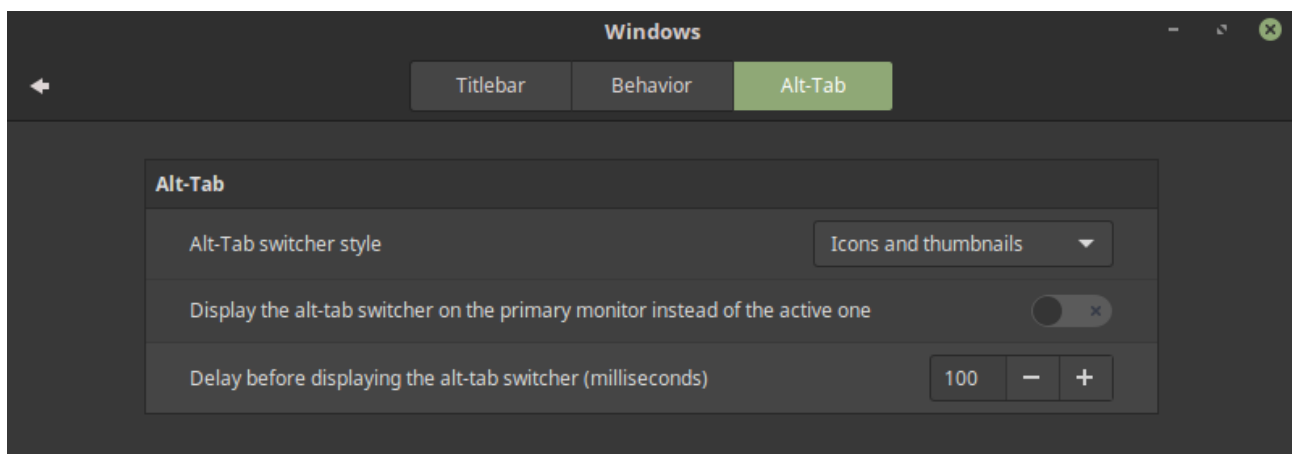 Windows
Titlebar Behavior Alt-Tab
Alt-Tab
Alt-Tab switcher style Icons and thumbnails
Display the alt-tab switcher on the primary monitor instead of the active one
Delay before displaying the alt-tab switcher (milliseconds) 100 − +